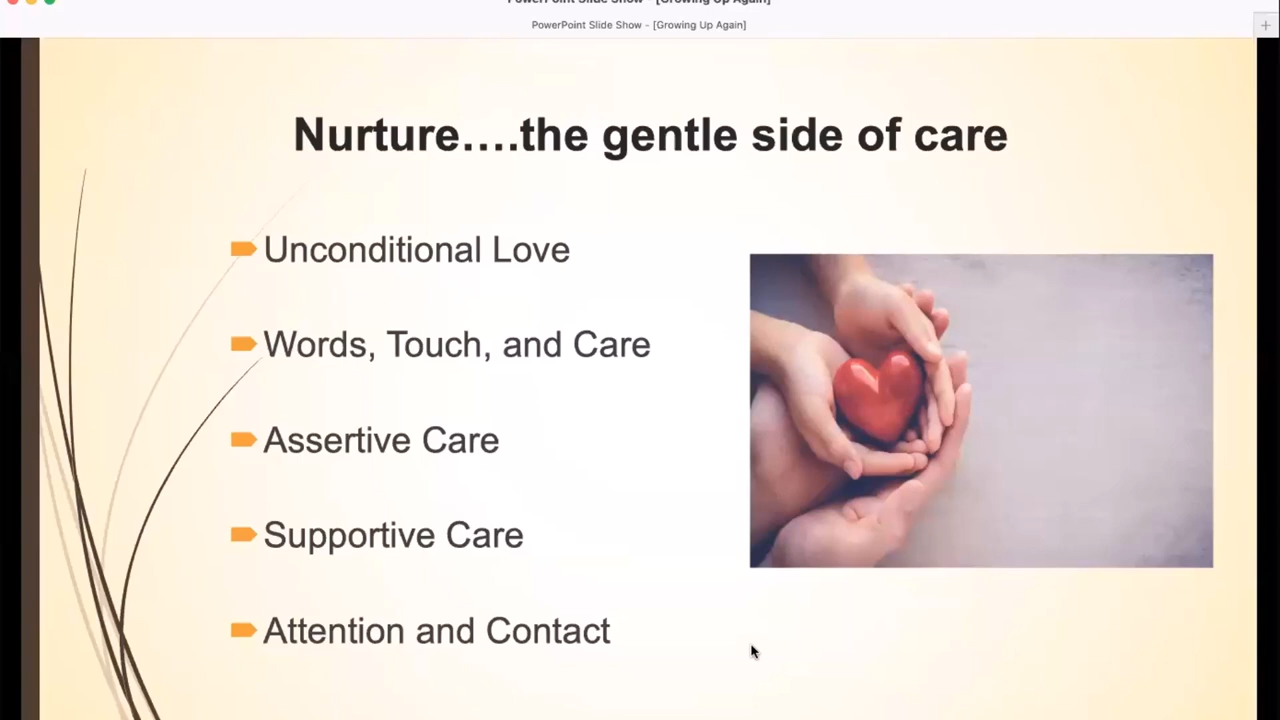 PowerPoint Slide Show - [Growing Up Again]
PowerPoint Slide Show - [Growing Up Again]
Nurture....the gentle side of care
Unconditional Love
Words, Touch, and Care
Assertive Care
Supportive Care
Attention and Contact